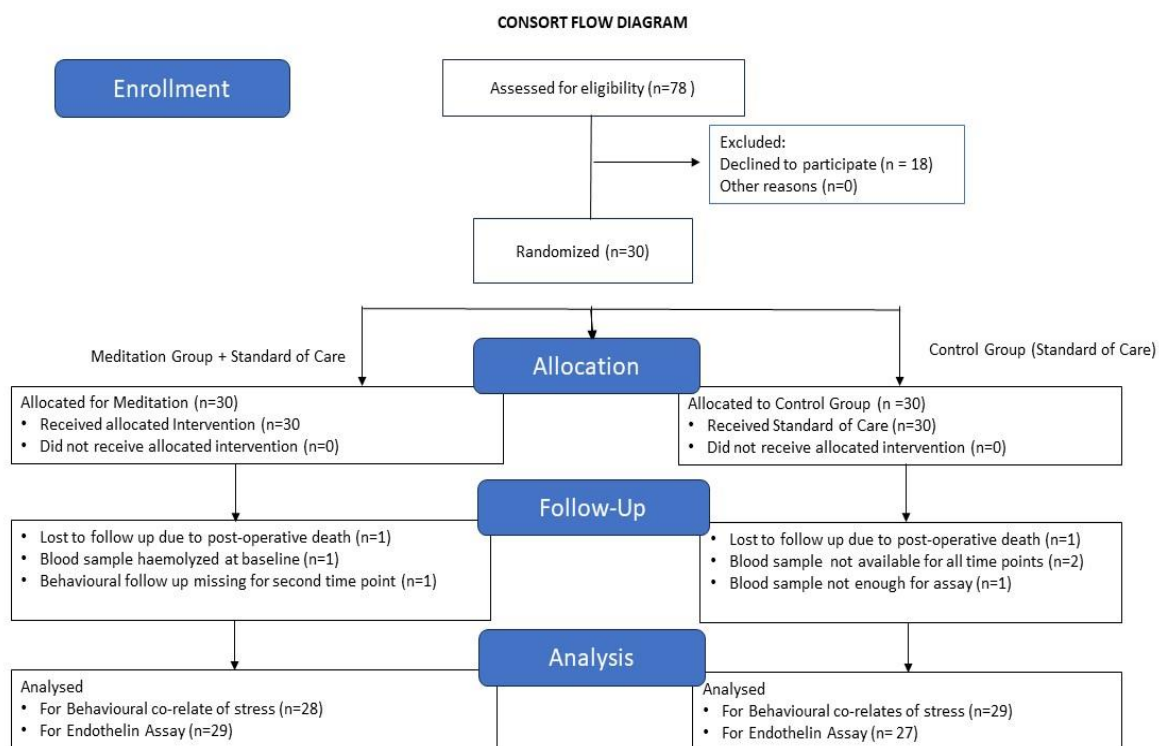 CONSORT FLOW DIAGRAM
Enrollment
Assessed for eligibility (n=78 )
Excluded:
Declined to participate (n = 18)
Other reasons (n=0)
Randomized (n=30)
Meditation Group + Standard of Care
Allocation
Control Group (Standard of Care)
Allocated for Meditation (n=30)
• Received allocated Intervention (n=30
• Did not receive allocated intervention (n=0)
Allocated to Control Group (n =30)
• Received Standard of Care (n=30)
• Did not receive allocated intervention (n=0)
Follow-Up
• Lost to follow up due to post-operative death (n=1)
• Blood sample haemolyzed at baseline (n=1)
• Behavioural follow up missing for second time point (n=1)
• Lost to follow up due to post-operative death (n=1)
• Blood sample not available for all time points (n=2)
• Blood sample not enough for assay (n=1)
Analysis
Analysed
• For Behavioural co-relate of stress (n=28)
• For Endothelin Assay (n=29)
Analysed
• For Behavioural co-relates of stress (n=29)
• For Endothelin Assay (n= 27)